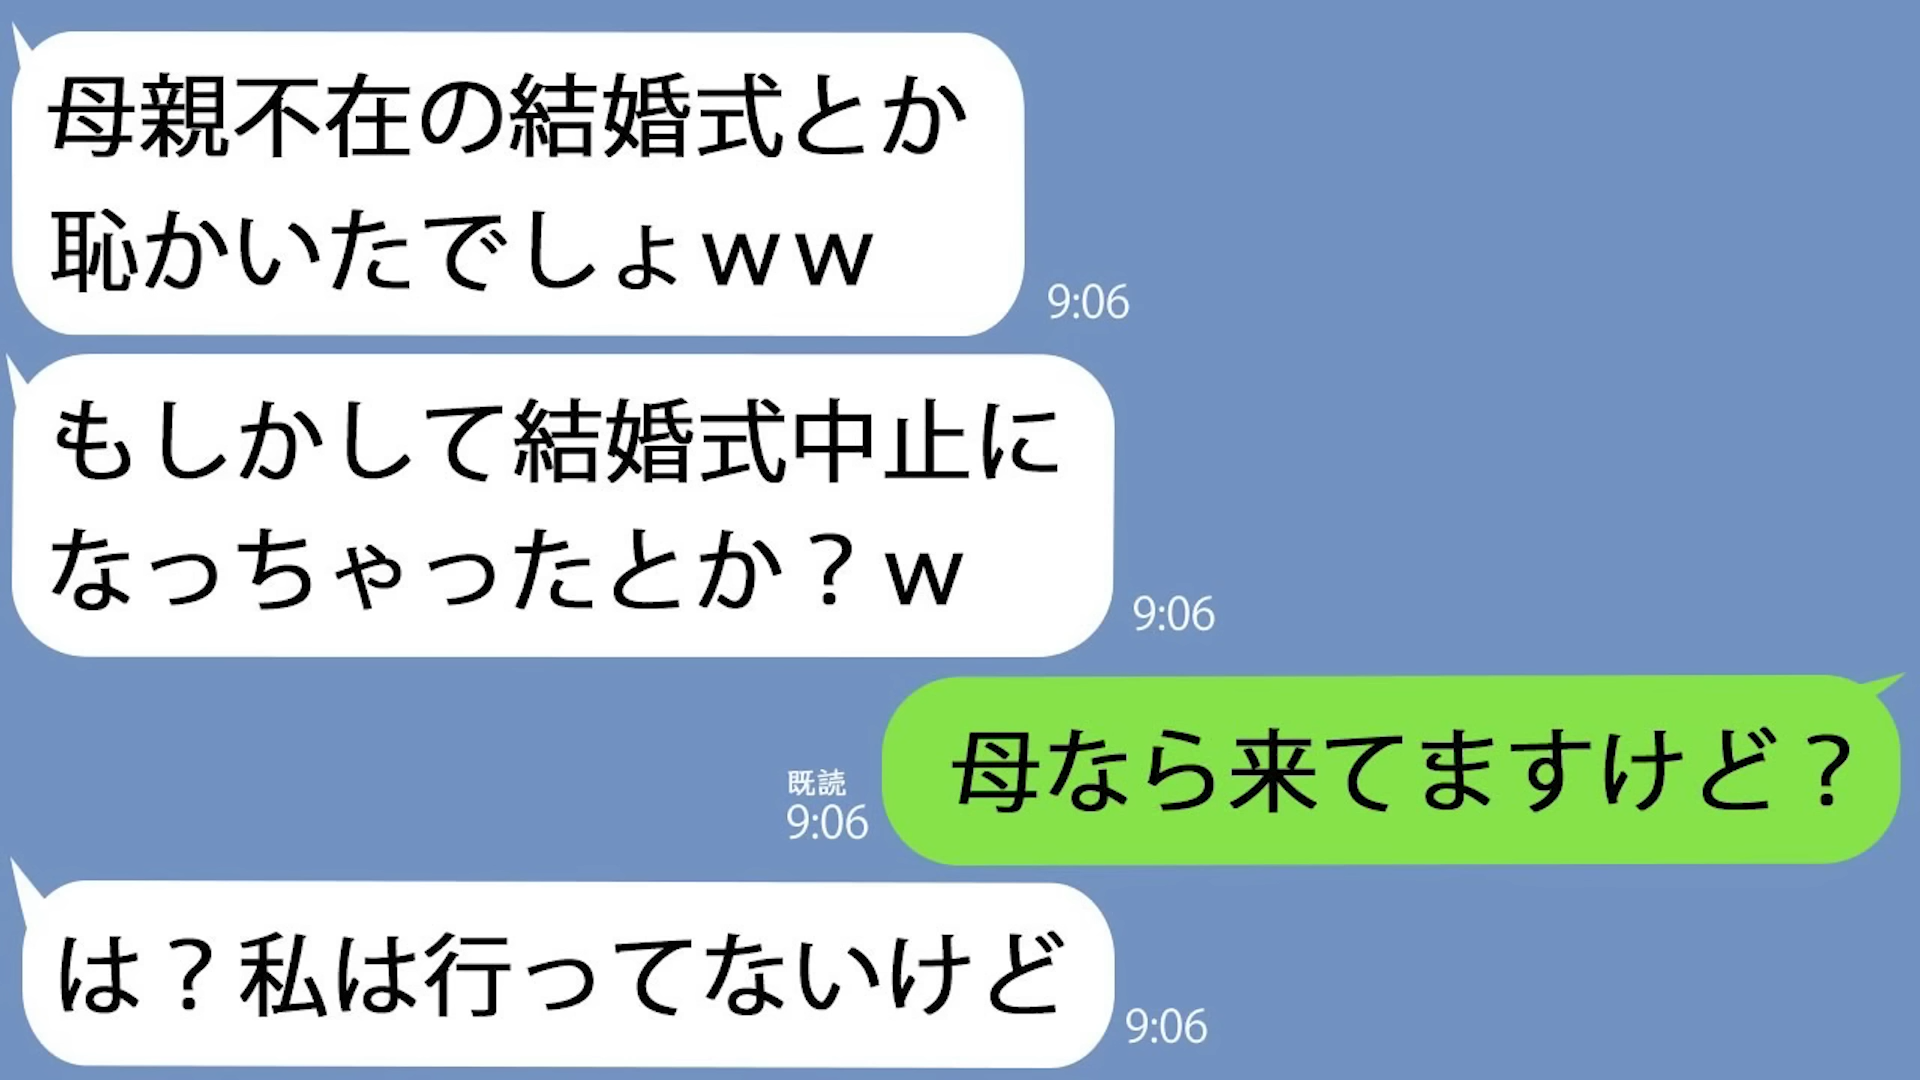 母親不在の結婚式とか
恥かいたでしょｗｗ
9:06
もしかして結婚式中止に
なっちゃったとか？ｗ
9:06
母なら来てますけど？
既読
9:06
は？私は行ってないけど
9:06